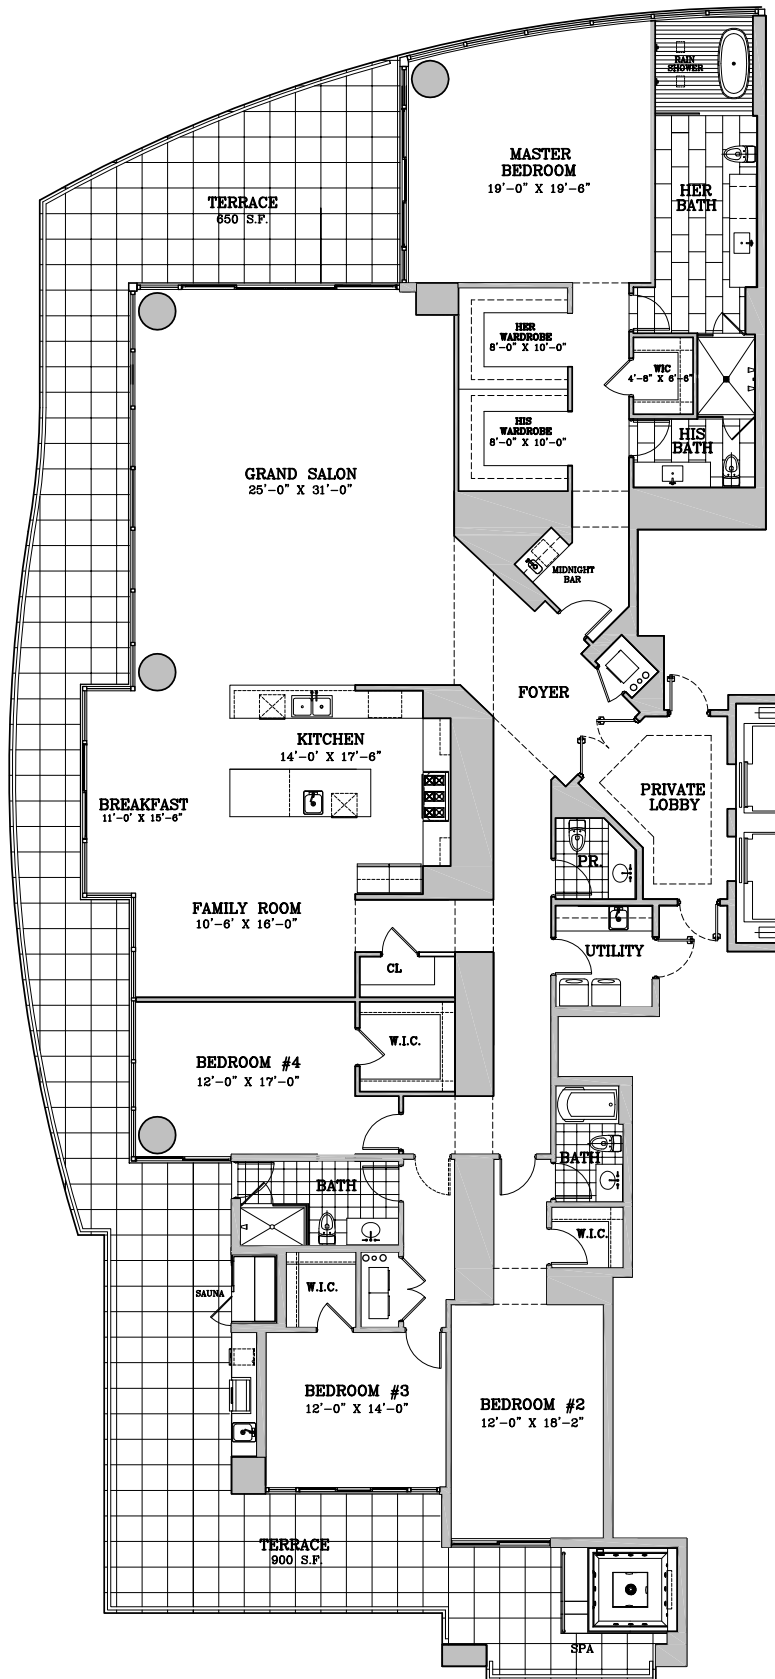 RAIN
SHOWER
MASTER
BEDROOM
19'-0" X 19'-6"
HER
BATH
TERRACE
650 S.F.
HER
WARDROBE
8'-0" X 10'-0"
WIC
4'-8" X 6'-6"
HIS
WARDROBE
8'-0" X 10'-0"
HIS
BATH
GRAND SALON
25'-0" X 31'-0"
MIDNIGHT
BAR
FOYER
KITCHEN
14'-0' X 17'-6"
PRIVATE
LOBBY
BREAKFAST
11'-0' X 15'-6"
PR.
FAMILY ROOM
10'-6' X 16'-0"
UTILITY
CL
W.I.C.
BEDROOM #4
12'-0" X 17'-0"
BATH
BATH
W.I.C.
SAUNA
W.I.C.
BEDROOM #3
12'-0" X 14'-0"
BEDROOM #2
12'-0" X 18'-2"
TERRACE
900 S.F.
SPA